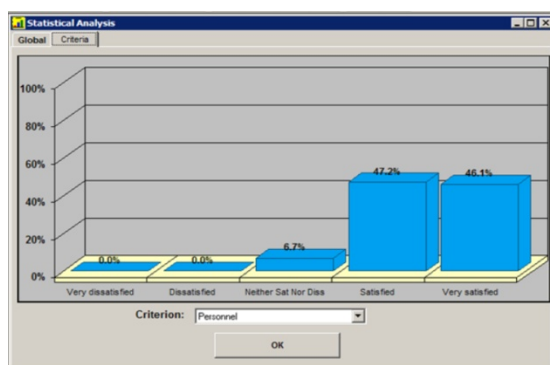 Statistical Analysis
Global Criteria
100%
80%
60%
40%
20%
0%
0.0%
0.0%
6.7%
47.2%
46.1%
Very dissatisfied Dissatisfied Neither Sat Nor Diss Satisfied Very satisfied
Criterion: Personnel
OK